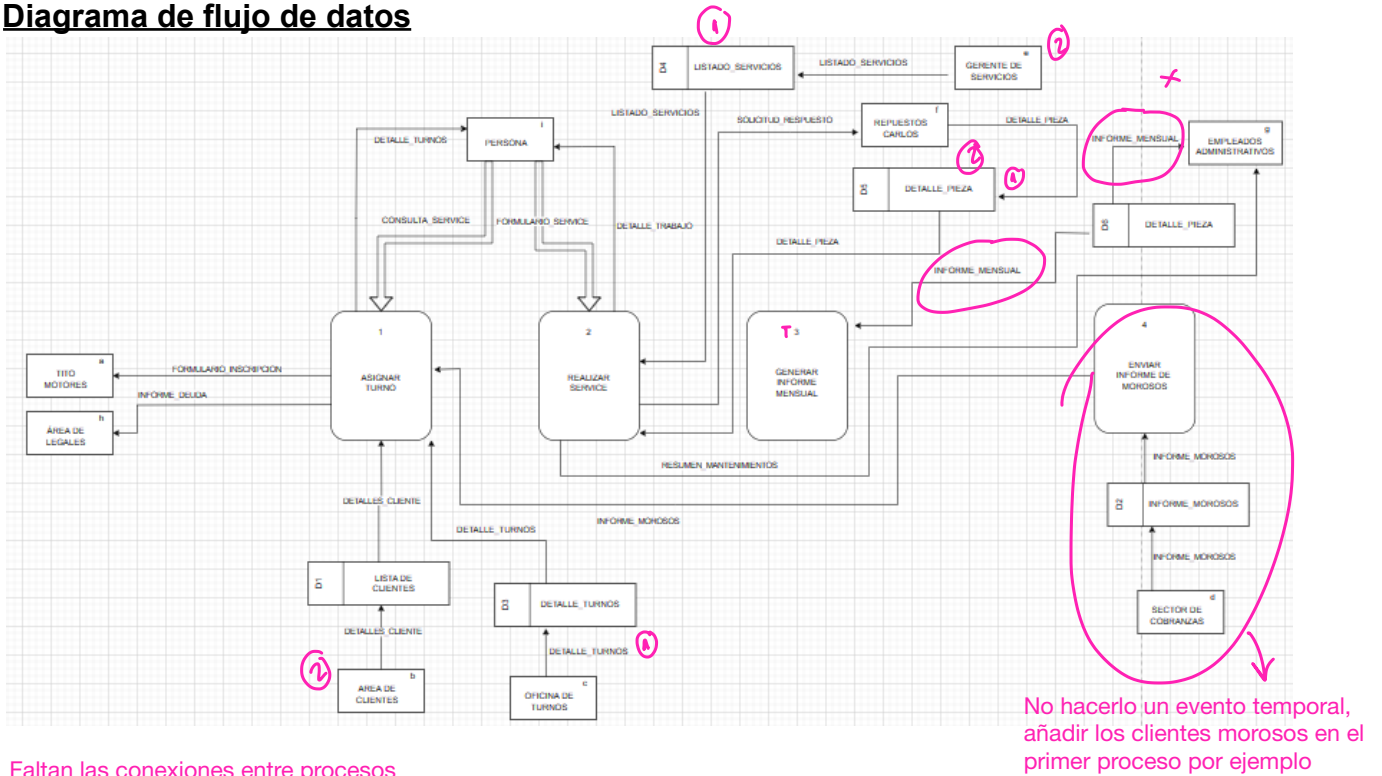 Diagrama de flujo de datos
1
D4
LISTADO_SERVICIOS
LISTADO_SERVICIOS
e
GERENTE DE
SERVICIOS
2
LISTADO_SERVICIOS
SOLICITUD_RESPUESTO
f
REPUESTOS
CARLOS
DETALLE_PIEZA
x
INFORME_MENSUAL
g
EMPLEADOS
ADMINISTRATIVOS
DETALLE_TURNOS
i
PERSONA
2
D5
DETALLE_PIEZA
1
CONSULTA_SERVICE
FORMULARIO_SERVICE
DETALLE_TRABAJO
DETALLE_PIEZA
D6
DETALLE_PIEZA
INFORME_MENSUAL
1
ASIGNAR
TURNO
2
REALIZAR
SERVICE
T 3
GENERAR
INFORME
MENSUAL
4
ENVIAR
INFORME DE
MOROSOS
a
TITO
MOTORES
FORMULARIO_INSCRIPCION
INFORME_DEUDA
h
ÁREA DE
LEGALES
RESUMEN_MANTENIMIENTOS
INFORME_MOROSOS
DETALLES_CLIENTE
DETALLE_TURNOS
INFORME_MOROSOS
D2
INFORME_MOROSOS
INFORME_MOROSOS
D1
LISTA DE
CLIENTES
D3
DETALLE_TURNOS
d
SECTOR DE
COBRANZAS
DETALLES_CLIENTE
DETALLE_TURNOS
1
2
b
AREA DE
CLIENTES
c
OFICINA DE
TURNOS
No hacerlo un evento temporal,
añadir los clientes morosos en el
primer proceso por ejemplo
Faltan las conexiones entre procesos